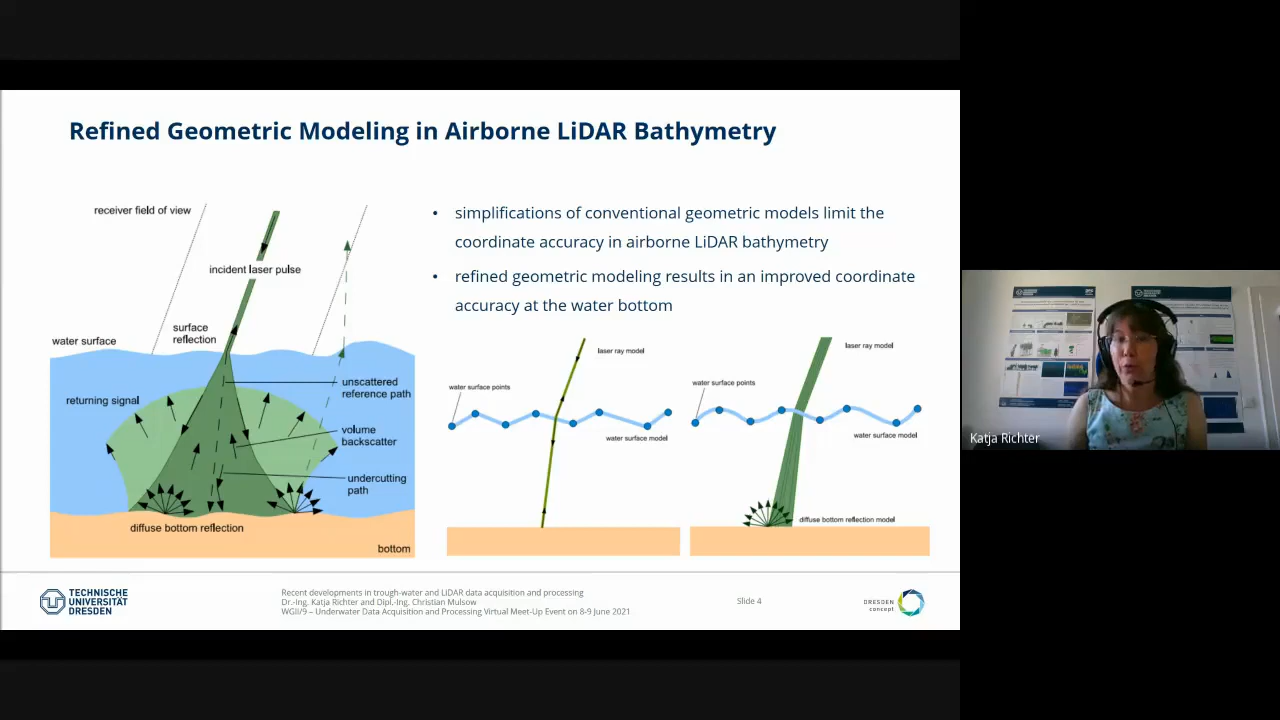 Refined Geometric Modeling in Airborne LiDAR Bathymetry
receiver field of view
incident laser pulse
surface
reflection
water surface
unscattered
reference path
returning signal
volume
backscatter
undercutting
path
diffuse bottom reflection
bottom
• simplifications of conventional geometric models limit the
coordinate accuracy in airborne LiDAR bathymetry
• refined geometric modeling results in an improved coordinate
accuracy at the water bottom
laser ray model
water surface points
water surface model
laser ray model
water surface points
water surface model
diffuse bottom reflection model
TECHNISCHE
UNIVERSITÄT
DRESDEN
Recent developments in trough-water and LiDAR data acquisition and processing
Dr.-Ing. Katja Richter and Dipl.-Ing. Christian Mulsow
WGII/9 – Underwater Data Acquisition and Processing Virtual Meet-Up Event on 8-9 June 2021
Slide 4
DRESDEN
concept
Katja Richter